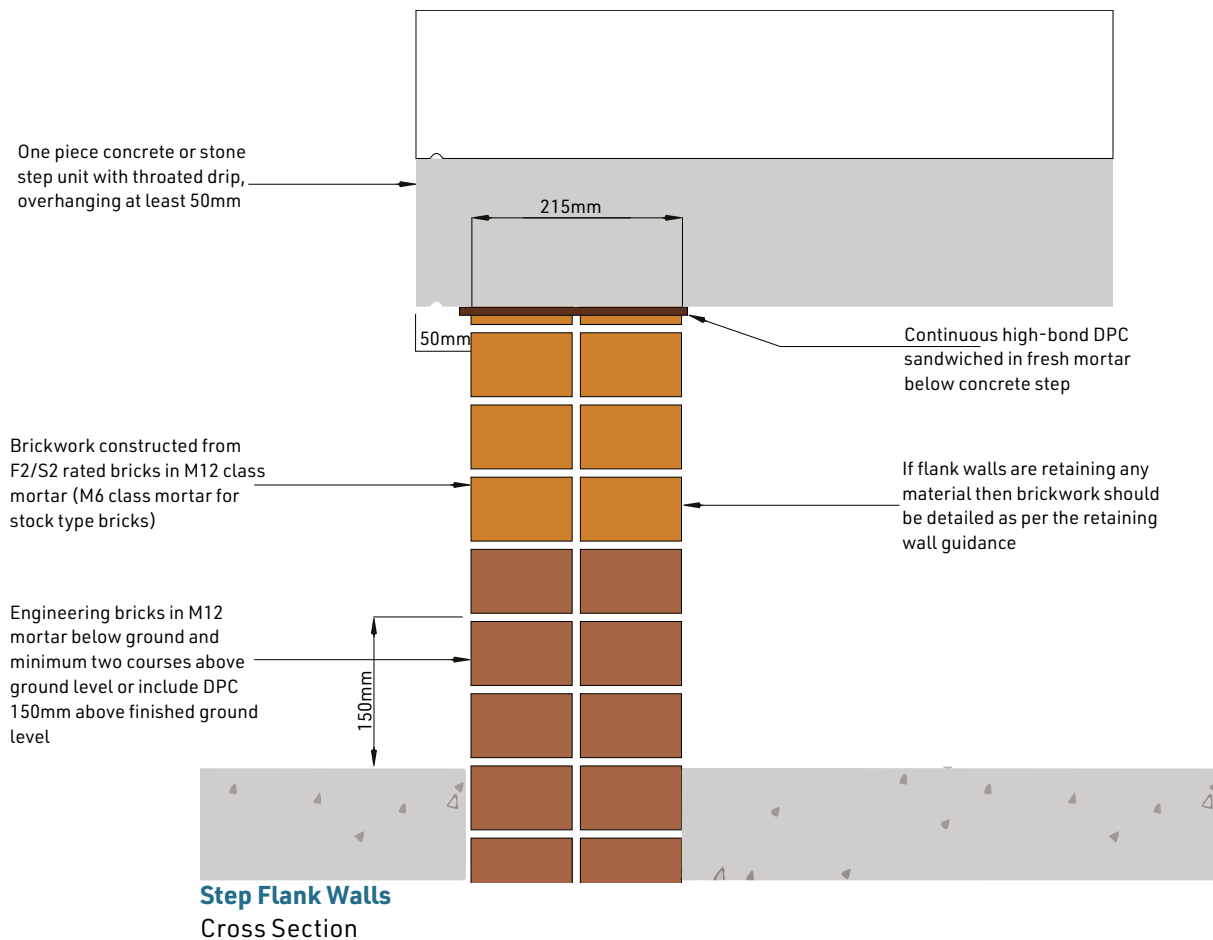 One piece concrete or stone
step unit with throated drip,
overhanging at least 50mm
215mm
50mm
Continuous high-bond DPC
sandwiched in fresh mortar
below concrete step
Brickwork constructed from
F2/S2 rated bricks in M12 class
mortar (M6 class mortar for
stock type bricks)
If flank walls are retaining any
material then brickwork should
be detailed as per the retaining
wall guidance
Engineering bricks in M12
mortar below ground and
minimum two courses above
ground level or include DPC
150mm above finished ground
level
150mm
Step Flank Walls
Cross Section